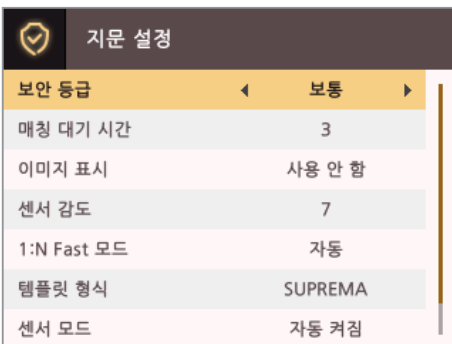 지문 설정
보안 등급 보통
매칭 대기 시간 3
이미지 표시 사용 안 함
센서 감도 7
1:N Fast 모드 자동
템플릿 형식 SUPREMA
센서 모드 자동 켜짐